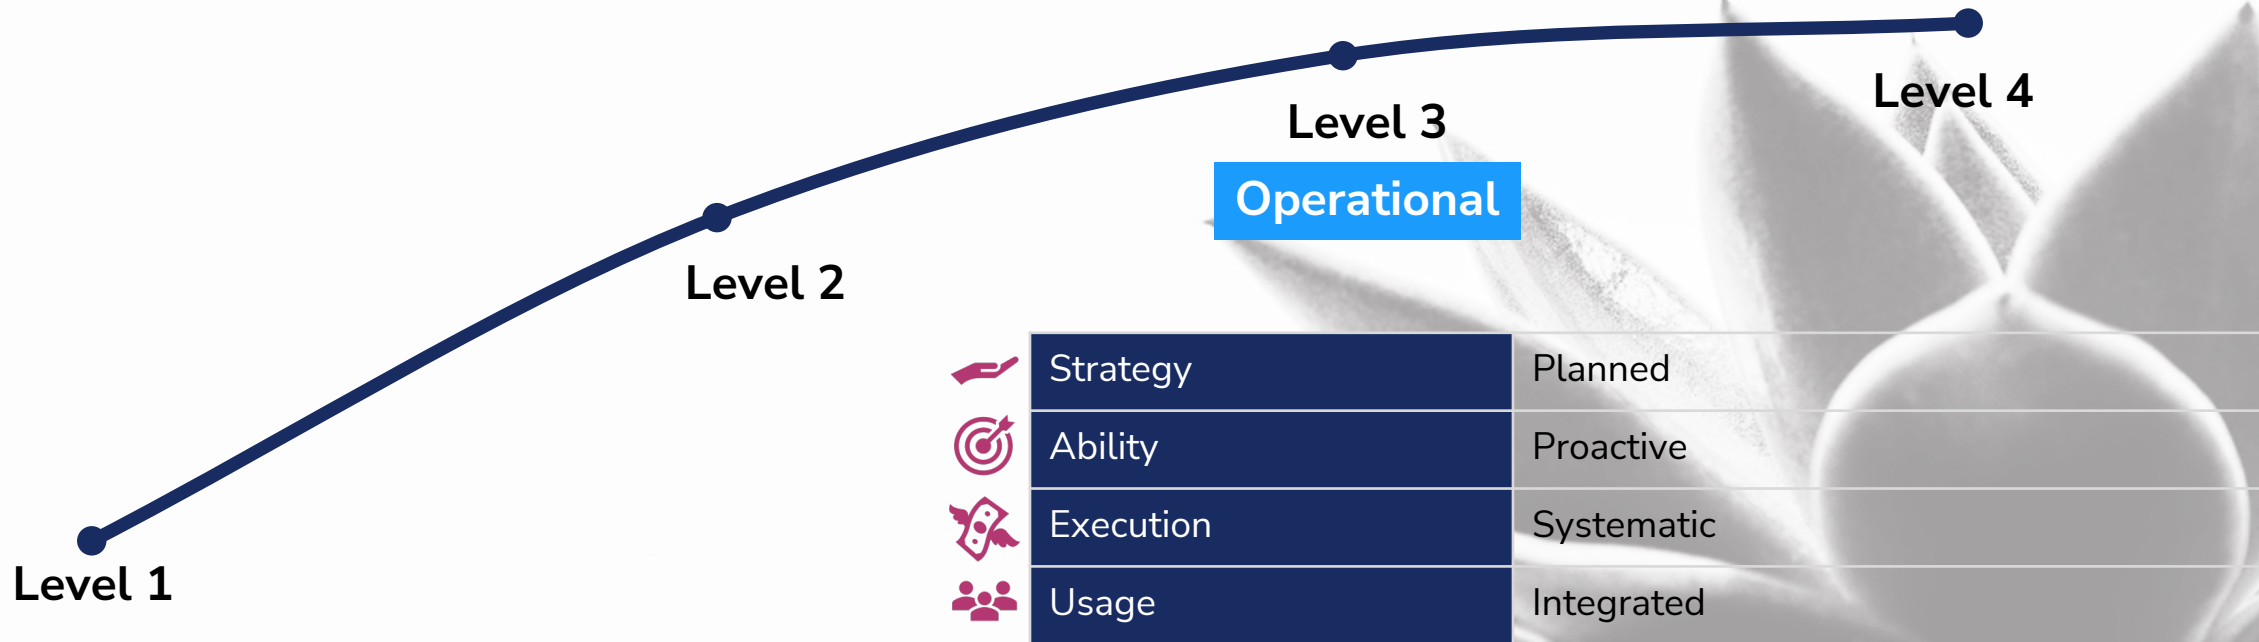 Level 4
Level 3
Operational
Level 2
Level 1
Strategy Planned
Ability Proactive
Execution Systematic
Usage Integrated